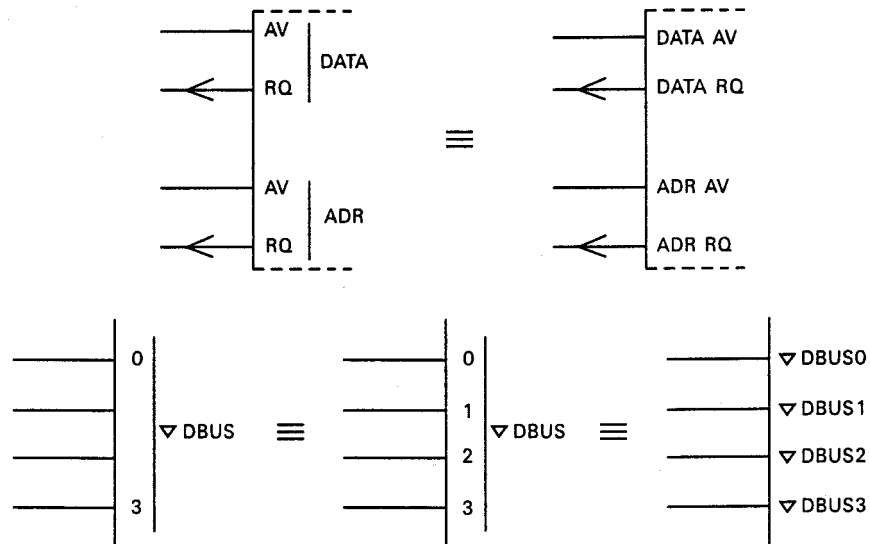 AV
DATA
RQ
AV
ADR
RQ
≡
DATA AV
DATA RQ
ADR AV
ADR RQ
0
▽ DBUS
3
≡
0
1
▽ DBUS
2
3
≡
▽ DBUS0
▽ DBUS1
▽ DBUS2
▽ DBUS3